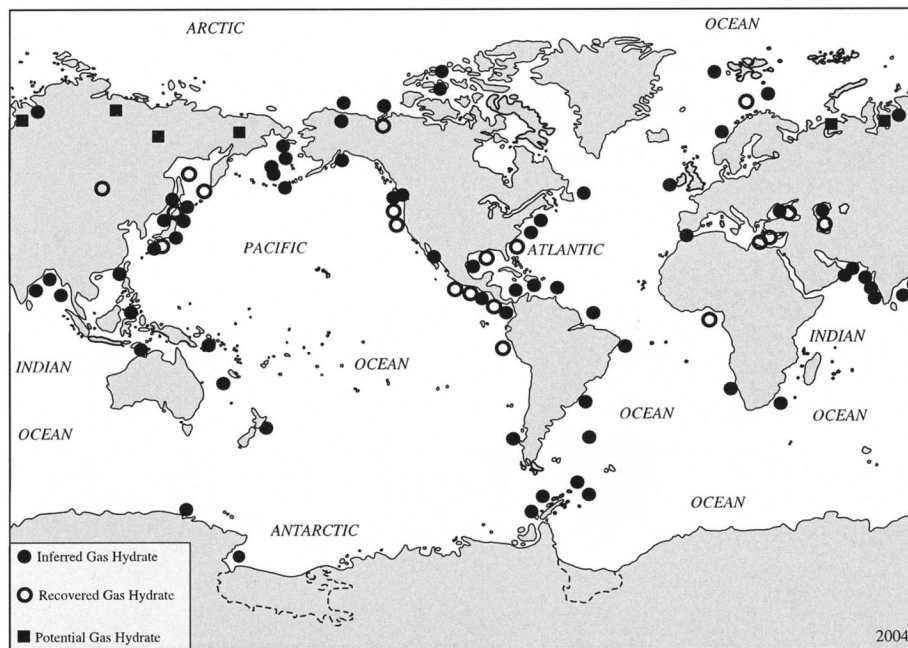 ARCTIC
OCEAN
PACIFIC
ATLANTIC
INDIAN
OCEAN
INDIAN
OCEAN
OCEAN
OCEAN
OCEAN
ANTARCTIC
Inferred Gas Hydrate
Recovered Gas Hydrate
Potential Gas Hydrate
2004